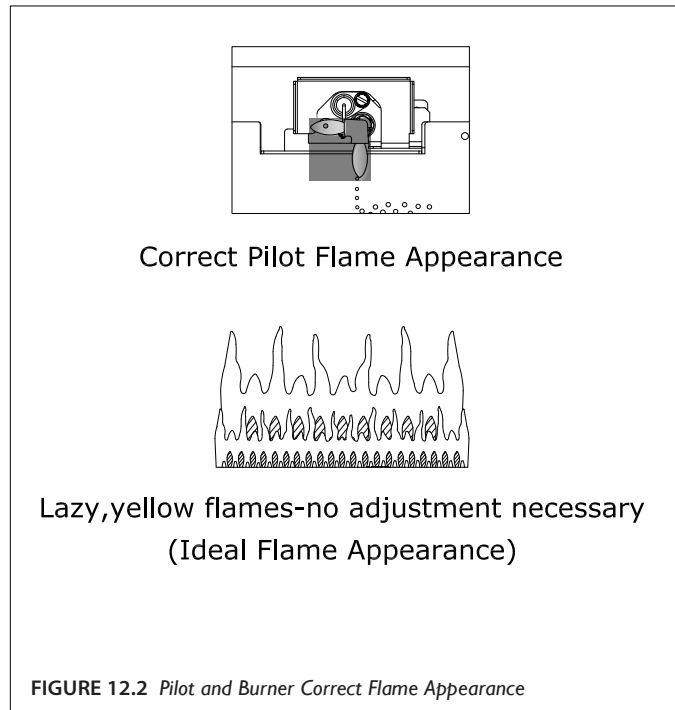 Correct Pilot Flame Appearance
Lazy,yellow flames-no adjustment necessary
(Ideal Flame Appearance)
FIGURE 12.2 Pilot and Burner Correct Flame Appearance